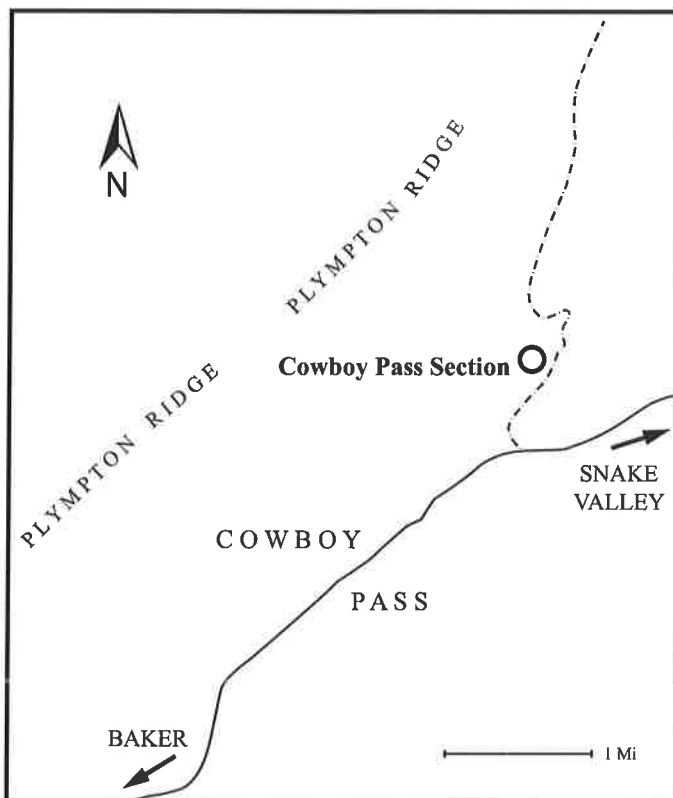 N
PLYMPTON RIDGE
PLYMPTON RIDGE
Cowboy Pass Section
SNAKE
VALLEY
COWBOY
PASS
BAKER
1 Mi